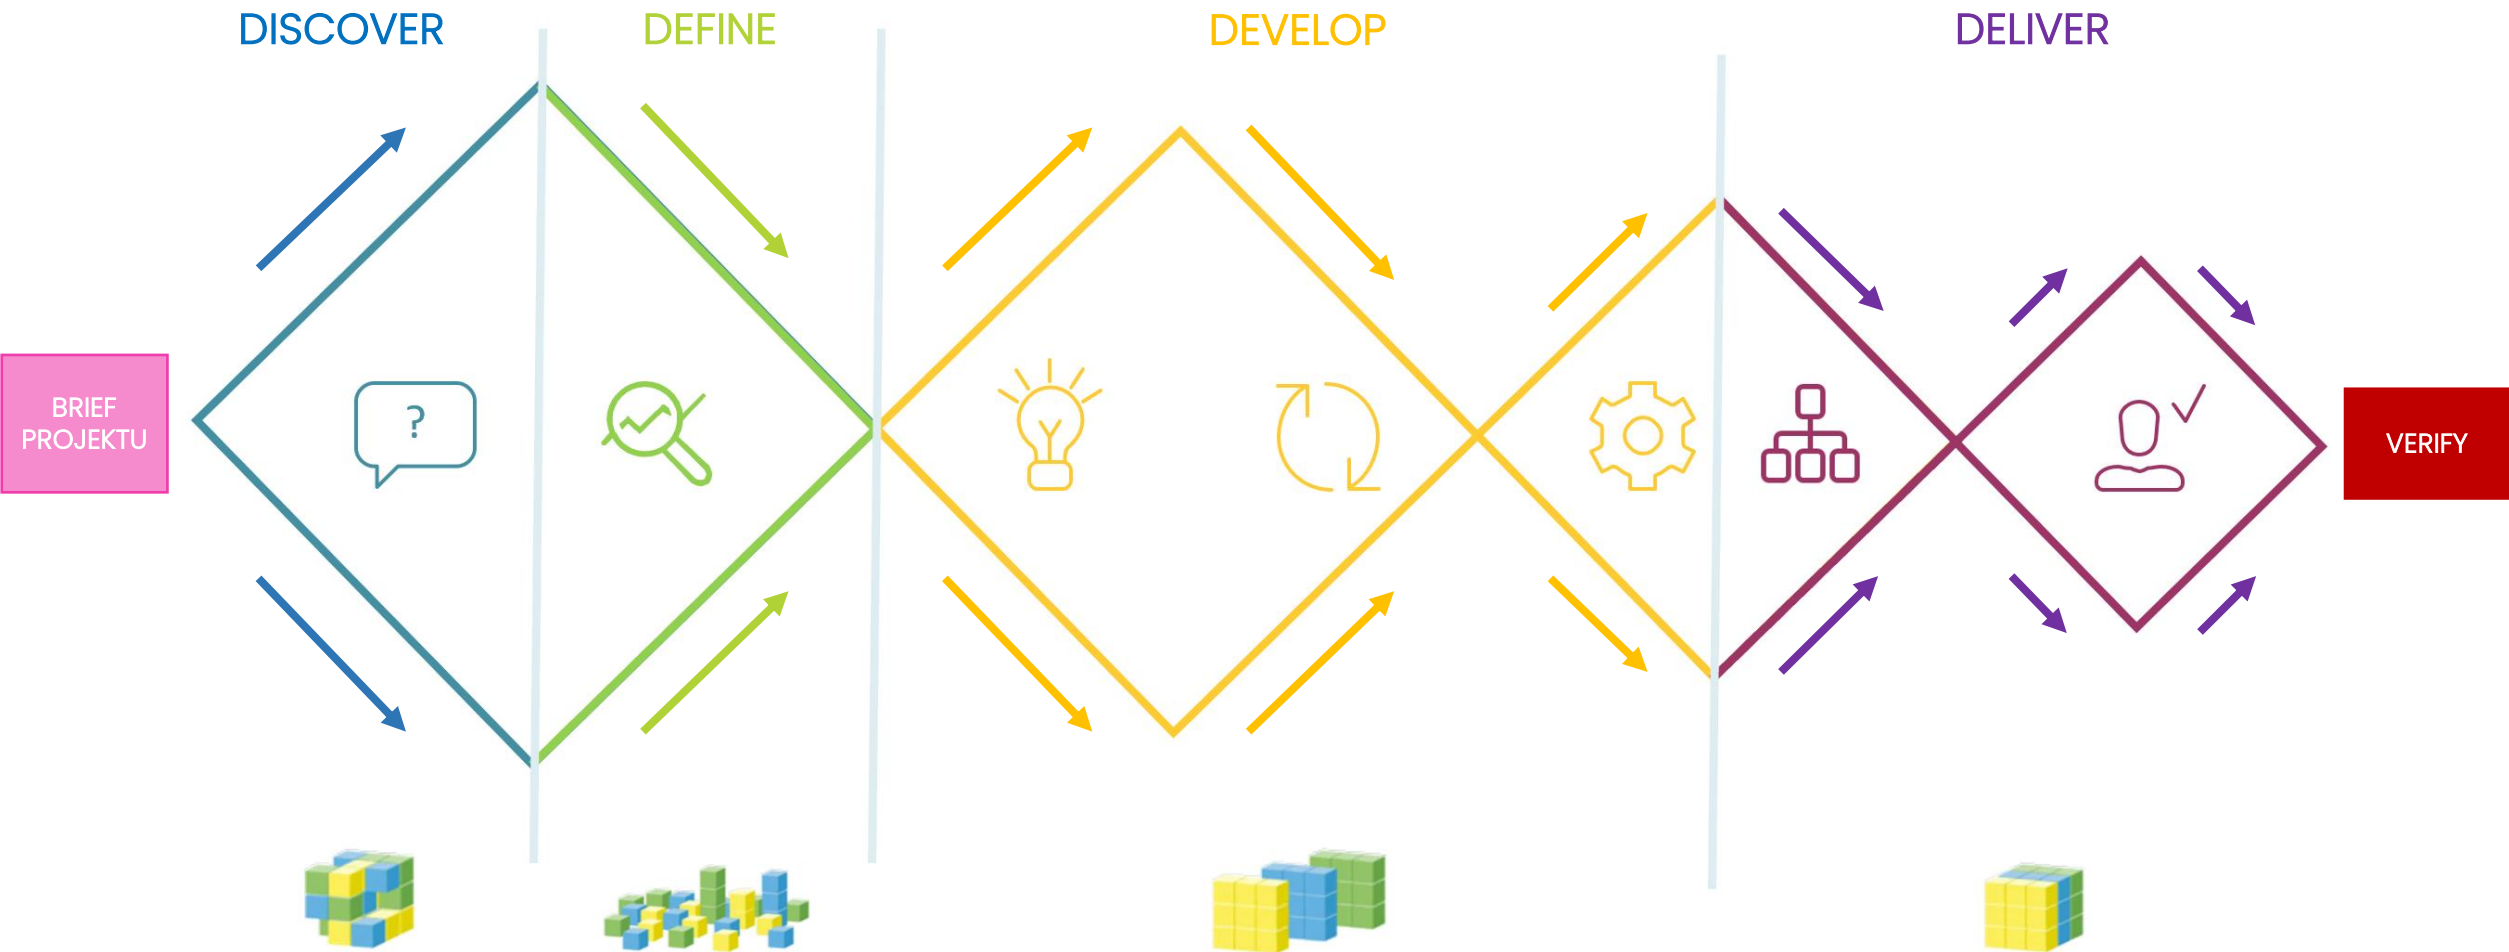 DISCOVER
DEFINE
DEVELOP
DELIVER
BRIEF
PROJEKTU
?
VERIFY